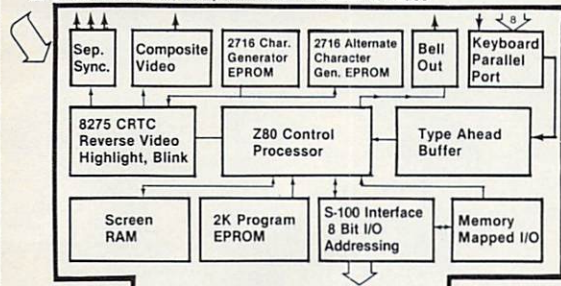 8
Sep.
Sync.
Composite
Video
2716 Char.
Generator
EPROM
2716 Alternate
Character
Gen. EPROM
Bell
Out
Keyboard
Parallel
Port
8275 CRTC
Reverse Video
Highlight, Blink
Z80 Control
Processor
Type Ahead
Buffer
Screen
RAM
2K Program
EPROM
S-100 Interface
8 Bit I/O
Addressing
Memory
Mapped I/O